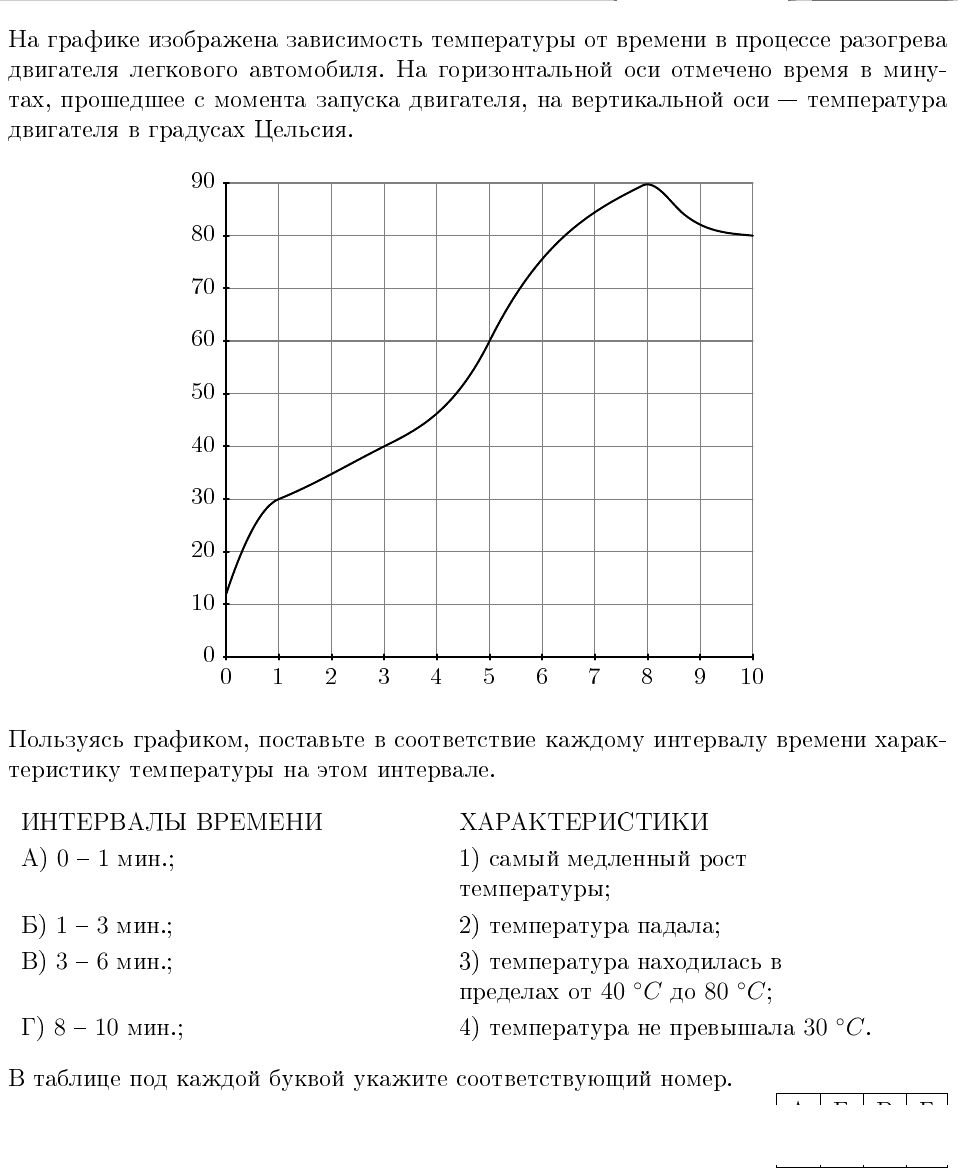 На графике изображена зависимость температуры от времени в процессе разогрева
двигателя легкового автомобиля. На горизонтальной оси отмечено время в мину-
тах, прошедшее с момента запуска двигателя, на вертикальной оси — температура
двигателя в градусах Цельсия.
90
80
70
60
50
40
30
20
10
0
0 1 2 3 4 5 6 7 8 9 10
Пользуясь графиком, поставьте в соответствие каждому интервалу времени харак-
теристику температуры на этом интервале.
ИНТЕРВАЛЫ ВРЕМЕНИ ХАРАКТЕРИСТИКИ
А) 0 – 1 мин.; 1) самый медленный рост
температуры;
Б) 1 – 3 мин.; 2) температура падала;
В) 3 – 6 мин.; 3) температура находилась в
пределах от 40 °C до 80 °C;
Г) 8 – 10 мин.; 4) температура не превышала 30 °C.
В таблице под каждой буквой укажите соответствующий номер.